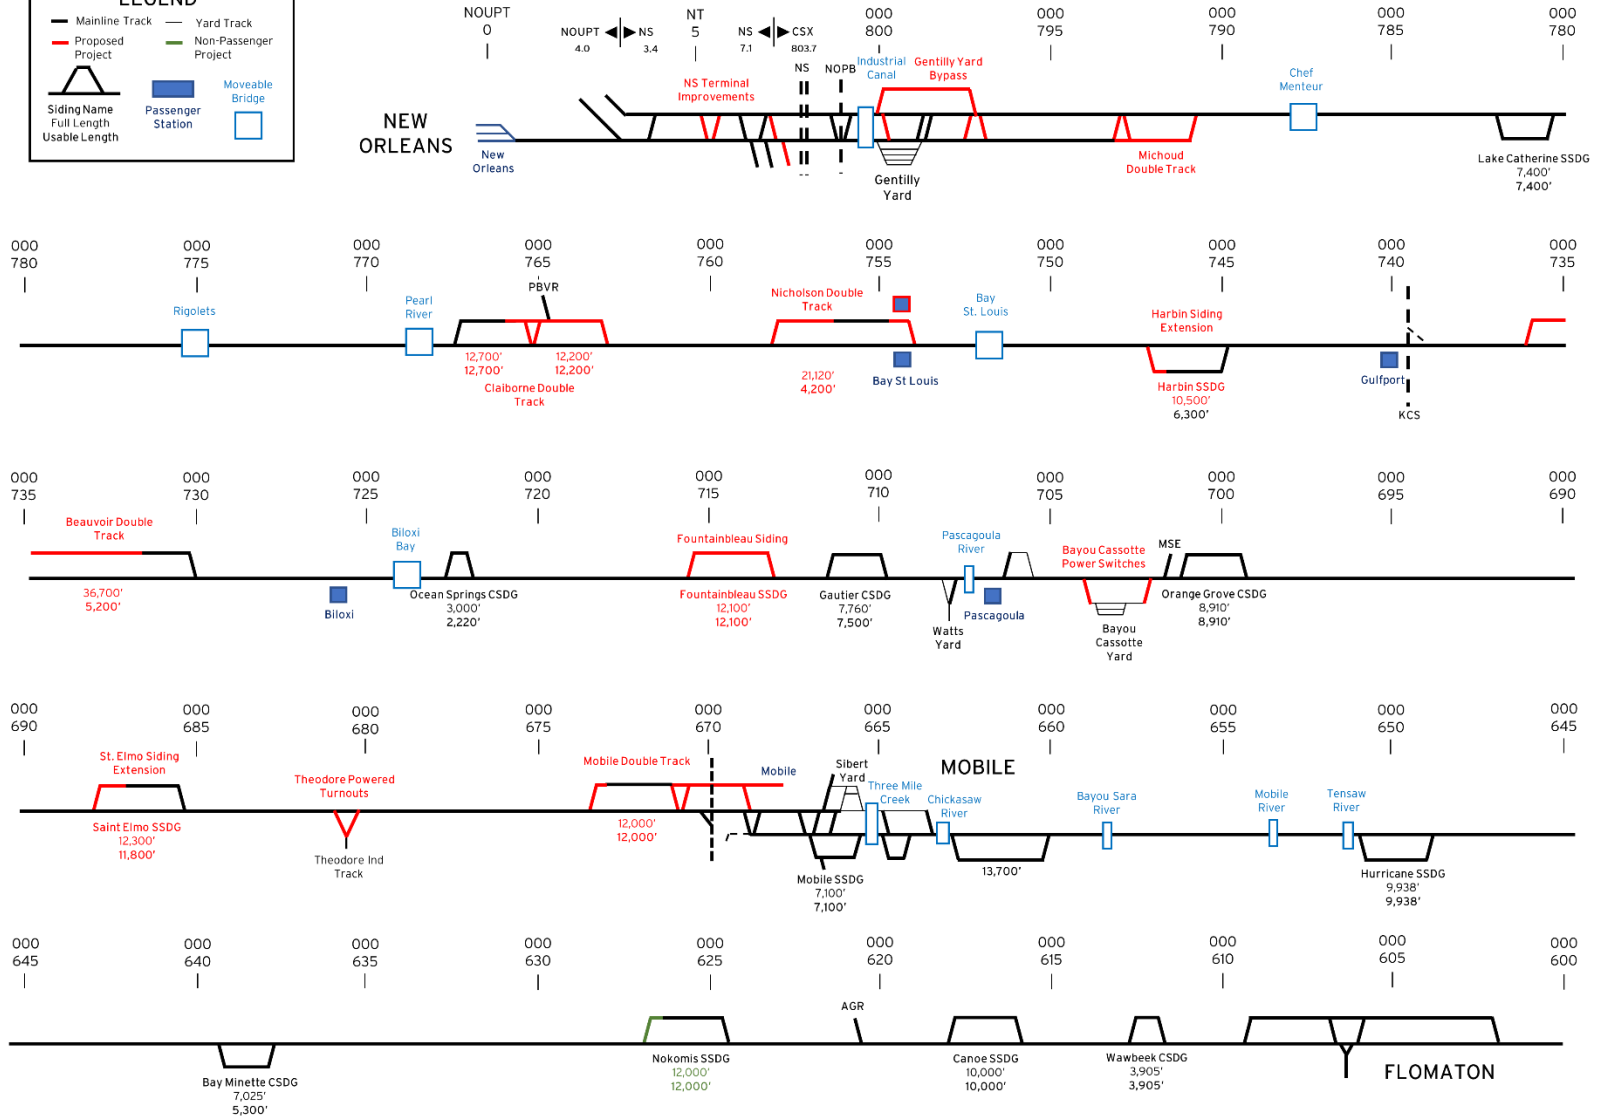 LEGEND
Mainline Track
Yard Track
Proposed
Project
Non-Passenger
Project
Siding Name
Full Length
Usable Length
Passenger
Station
Moveable
Bridge
NOUPT
0
NOUPT
4.0
NS
3.4
NT
5
NS
7.1
CSX
803.7
000
800
000
795
000
790
000
785
000
780
NS
NOPB
Industrial
Canal
Gentilly Yard
Bypass
NS Terminal
Improvements
Chef
Menteur
NEW
ORLEANS
New
Orleans
Gentilly
Yard
Michoud
Double Track
Lake Catherine SSDG
7,400'
7,400'
000
780
000
775
000
770
000
765
000
760
000
755
000
750
000
745
000
740
000
735
Rigolets
Pearl
River
PBVR
Nicholson Double
Track
Bay
St. Louis
Harbin Siding
Extension
12,700'
12,700'
12,200'
12,200'
Claiborne Double
Track
21,120'
4,200'
Bay St Louis
Harbin SSDG
10,500'
6,300'
Gulfport
KCS
000
735
000
730
000
725
000
720
000
715
000
710
000
705
000
700
000
695
000
690
Beauvoir Double
Track
Biloxi
Bay
Fountainbleau Siding
Pascagoula
River
Bayou Cassotte
Power Switches
MSE
36,700'
5,200'
Biloxi
Ocean Springs CSDG
3,000'
2,220'
Fountainbleau SSDG
12,100'
12,100'
Gautier CSDG
7,760'
7,500'
Watts
Yard
Pascagoula
Bayou
Cassotte
Yard
Orange Grove CSDG
8,910'
8,910'
000
690
000
685
000
680
000
675
000
670
000
665
000
660
000
655
000
650
000
645
St. Elmo Siding
Extension
Theodore Powered
Turnouts
Mobile Double Track
Mobile
Sibert
Yard
Three Mile
Creek
MOBILE
Chickasaw
River
Bayou Sara
River
Mobile
River
Tensaw
River
Saint Elmo SSDG
12,300'
11,800'
Theodore Ind
Track
12,000'
12,000'
Mobile SSDG
7,100'
7,100'
13,700'
Hurricane SSDG
9,938'
9,938'
000
645
000
640
000
635
000
630
000
625
000
620
000
615
000
610
000
605
000
600
AGR
Bay Minette CSDG
7,025'
5,300'
Nokomis SSDG
12,000'
12,000'
Canoe SSDG
10,000'
10,000'
Wawbeek CSDG
3,905'
3,905'
FLOMATON